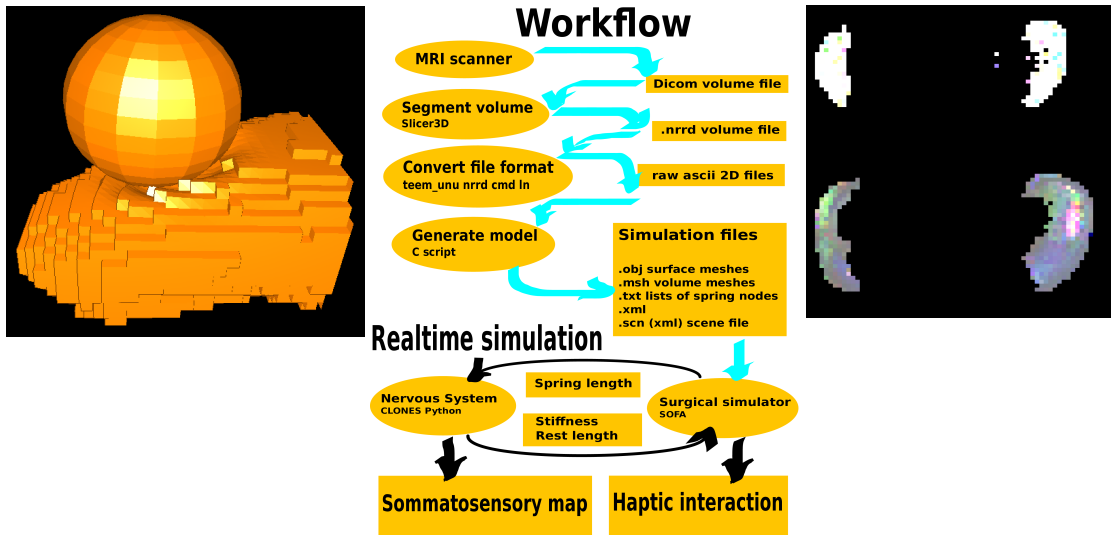 Workflow
MRI scanner
Dicom volume file
Segment volume
Slicer3D
.nrrd volume file
Convert file format
teem_unu nrrd cmd ln
raw ascii 2D files
Generate model
C script
Simulation files
.obj surface meshes
.msh volume meshes
.txt lists of spring nodes
.xml
.scn (xml) scene file
Realtime simulation
Spring length
Nervous System
CLONES Python
Surgical simulator
SOFA
Stiffness
Rest length
Sommatosensory map
Haptic interaction